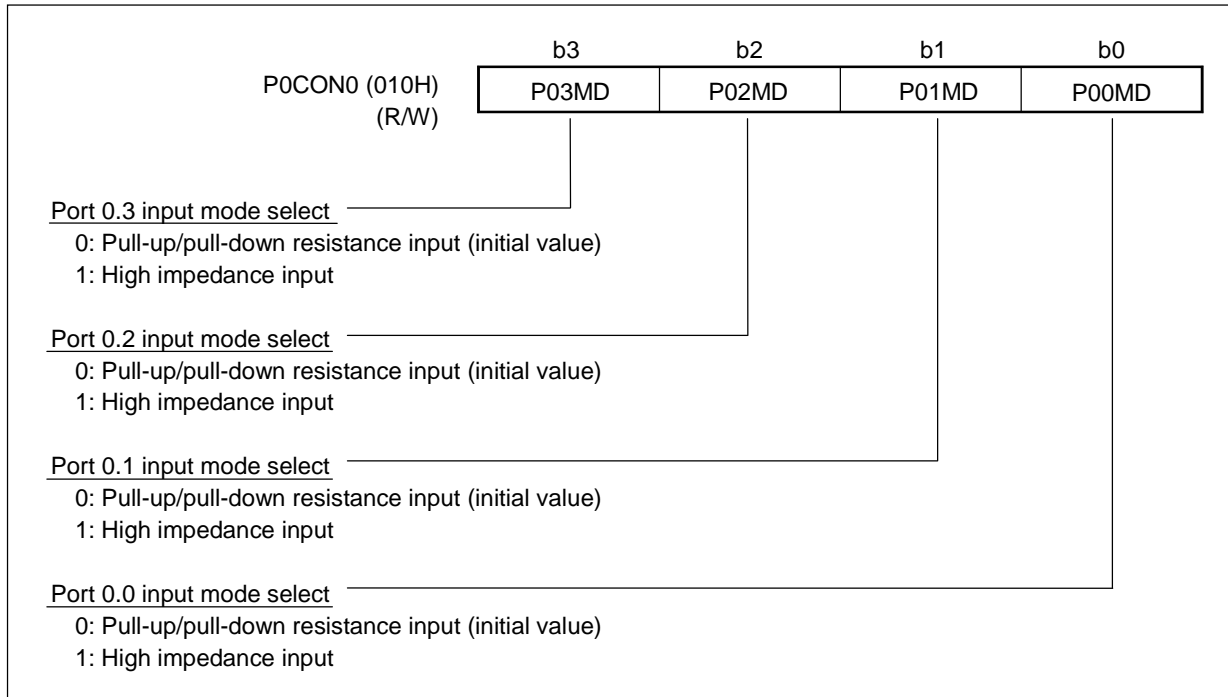 b3 b2 b1 b0
P0CON0 (010H) P03MD P02MD P01MD P00MD
(R/W)
Port 0.3 input mode select
0: Pull-up/pull-down resistance input (initial value)
1: High impedance input
Port 0.2 input mode select
0: Pull-up/pull-down resistance input (initial value)
1: High impedance input
Port 0.1 input mode select
0: Pull-up/pull-down resistance input (initial value)
1: High impedance input
Port 0.0 input mode select
0: Pull-up/pull-down resistance input (initial value)
1: High impedance input